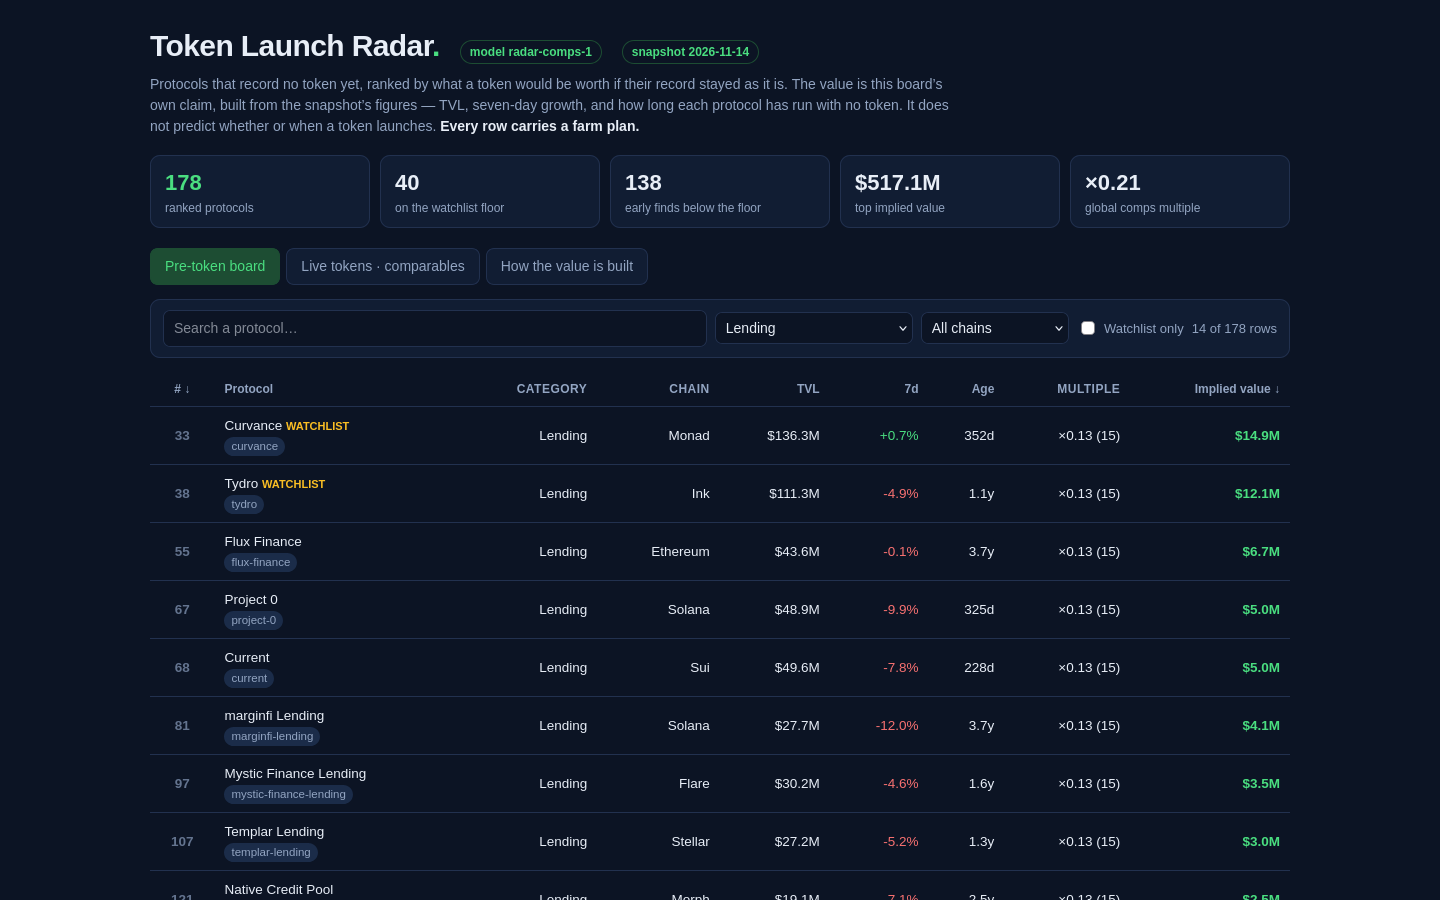 Token Launch Radar.
model radar-comps-1
snapshot 2026-11-14
Protocols that record no token yet, ranked by what a token would be worth if their record stayed as it is. The value is this board's
own claim, built from the snapshot's figures — TVL, seven-day growth, and how long each protocol has run with no token. It does
not predict whether or when a token launches. Every row carries a farm plan.
178
ranked protocols
40
on the watchlist floor
138
early finds below the floor
$517.1M
top implied value
×0.21
global comps multiple
Pre-token board
Live tokens · comparables
How the value is built
Search a protocol…
Lending
All chains
Watchlist only
14 of 178 rows
# ↓ Protocol CATEGORY CHAIN TVL 7d Age MULTIPLE Implied value ↓
33 Curvance WATCHLIST Lending Monad $136.3M +0.7% 352d ×0.13 (15) $14.9M
curvance
38 Tydro WATCHLIST Lending Ink $111.3M -4.9% 1.1y ×0.13 (15) $12.1M
tydro
55 Flux Finance Lending Ethereum $43.6M -0.1% 3.7y ×0.13 (15) $6.7M
flux-finance
67 Project 0 Lending Solana $48.9M -9.9% 325d ×0.13 (15) $5.0M
project-0
68 Current Lending Sui $49.6M -7.8% 228d ×0.13 (15) $5.0M
current
81 marginfi Lending Lending Solana $27.7M -12.0% 3.7y ×0.13 (15) $4.1M
marginfi-lending
97 Mystic Finance Lending Lending Flare $30.2M -4.6% 1.6y ×0.13 (15) $3.5M
mystic-finance-lending
107 Templar Lending Lending Stellar $27.2M -5.2% 1.3y ×0.13 (15) $3.0M
templar-lending
Native Credit Pool Lending Morph